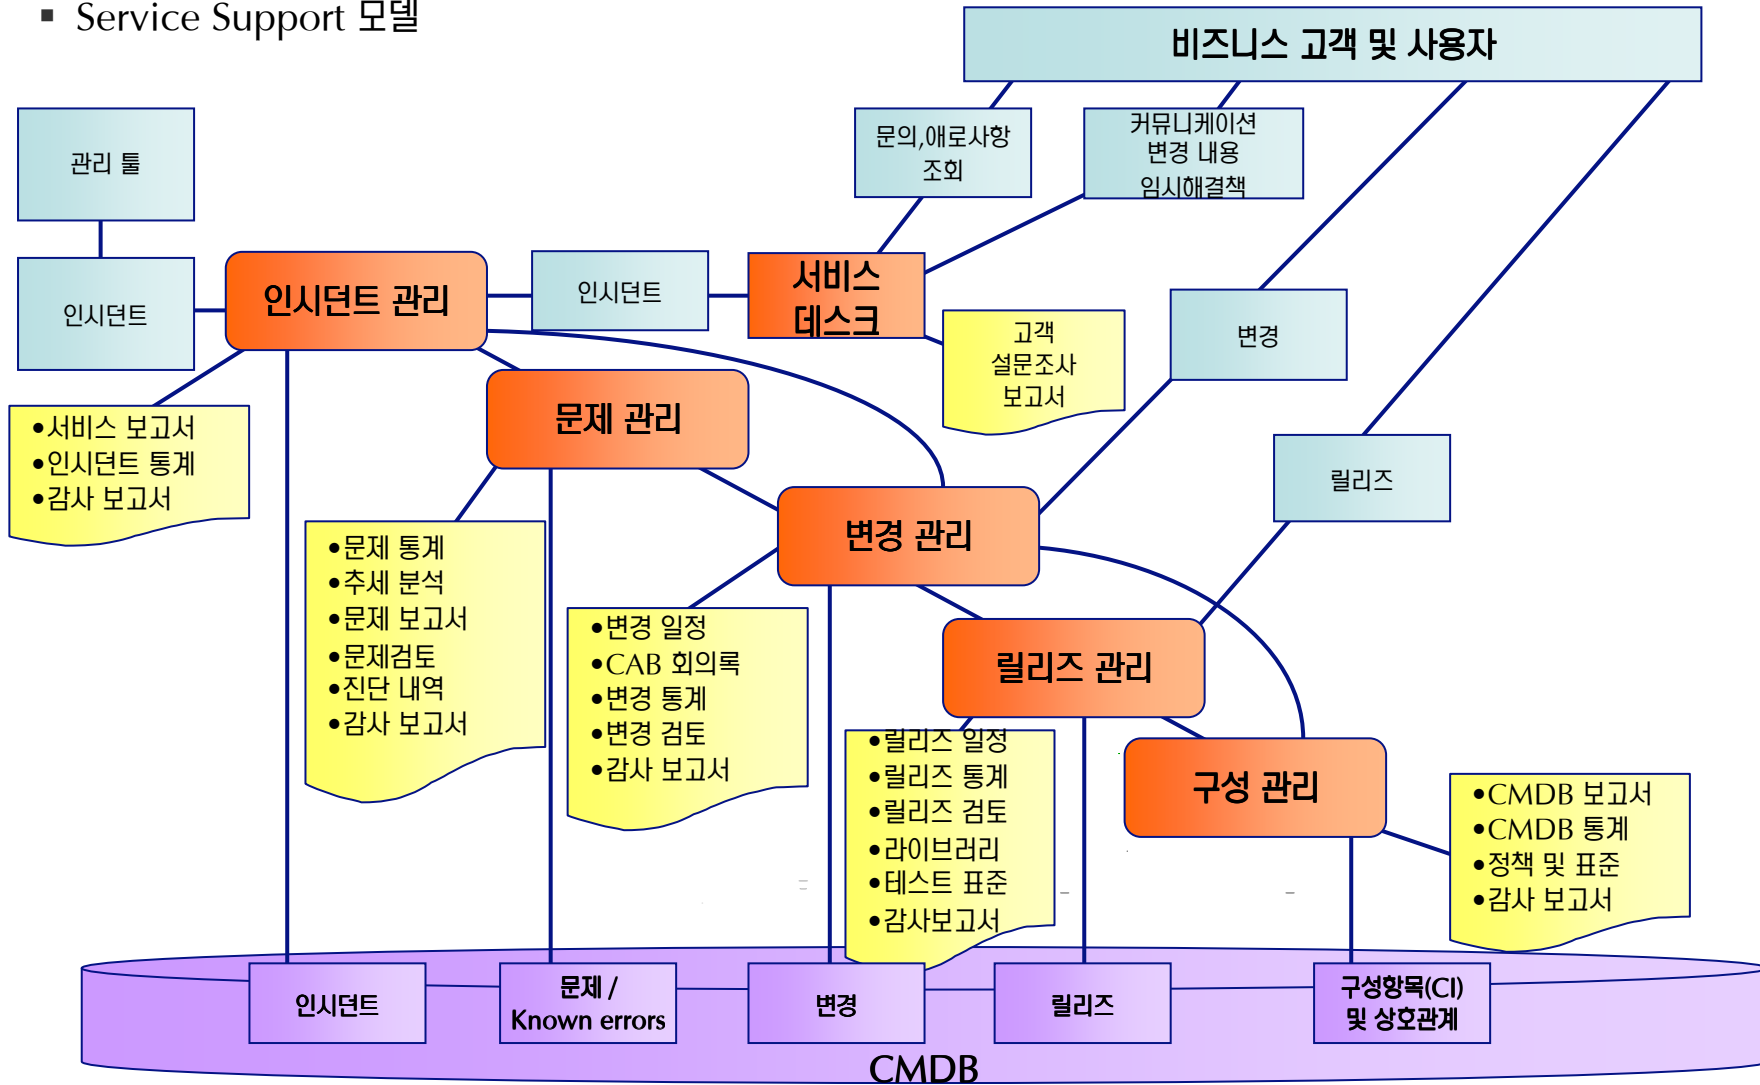 ▪ Service Support 모델
비즈니스 고객 및 사용자
관리 툴
문의,애로사항
조회
커뮤니케이션
변경 내용
임시해결책
인시던트
인시던트 관리
인시던트
서비스
데스크
변경
고객
설문조사
보고서
문제 관리
•서비스 보고서
•인시던트 통계
•감사 보고서
릴리즈
변경 관리
•문제 통계
•추세 분석
•문제 보고서
•문제검토
•진단 내역
•감사 보고서
•변경 일정
•CAB 회의록
•변경 통계
•변경 검토
•감사 보고서
릴리즈 관리
•릴리즈 일정
•릴리즈 통계
•릴리즈 검토
•라이브러리
•테스트 표준
•감사보고서
구성 관리
•CMDB 보고서
•CMDB 통계
•정책 및 표준
•감사 보고서
인시던트
문제 /
Known errors
변경
릴리즈
구성항목(CI)
및 상호관계
CMDB